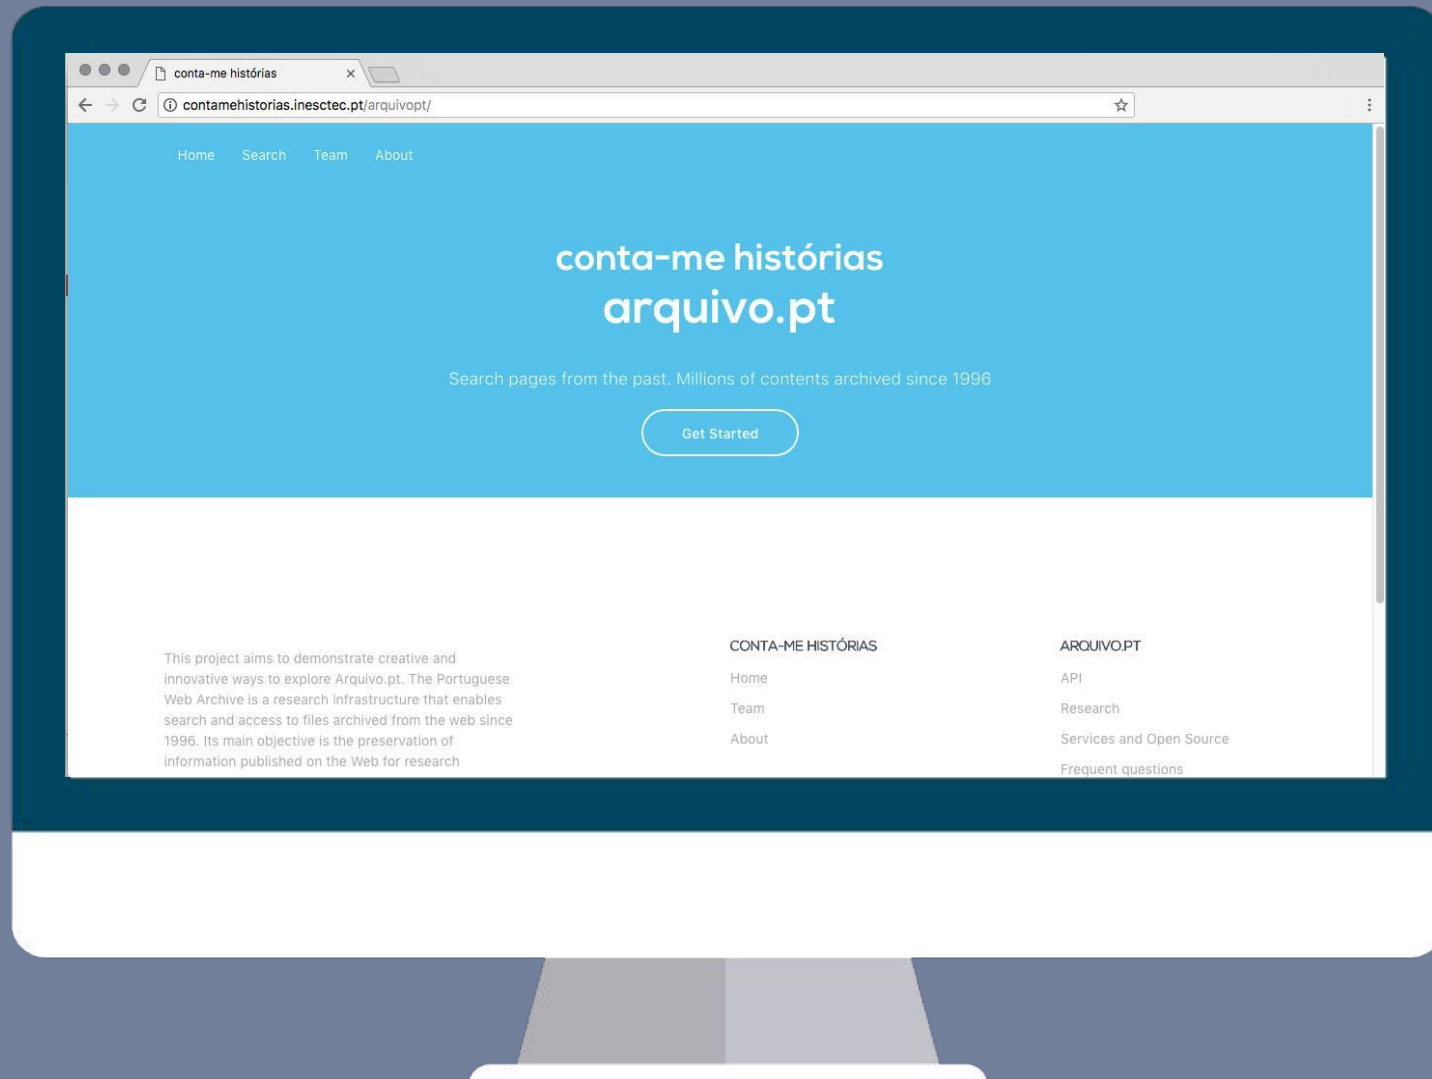 conta-me histórias
contamehistorias.inesctec.pt/arquivopt/
Home Search Team About
conta-me histórias
arquivo.pt
Search pages from the past. Millions of contents archived since 1996
Get Started
This project aims to demonstrate creative and
innovative ways to explore Arquivo.pt. The Portuguese
Web Archive is a research infrastructure that enables
search and access to files archived from the web since
1996. Its main objective is the preservation of
information published on the Web for research
CONTA-ME HISTÓRIAS
Home
Team
About
ARQUIVO.PT
API
Research
Services and Open Source
Frequent questions